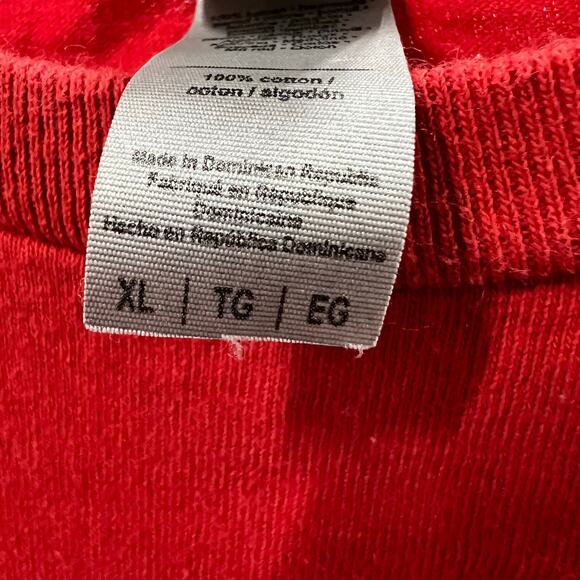 100% cotton /
coton / algodón
Made in Dominican Republic
Fabriqué en République
Dominicaine
Hecho en República Dominicana
XL | TG | EG